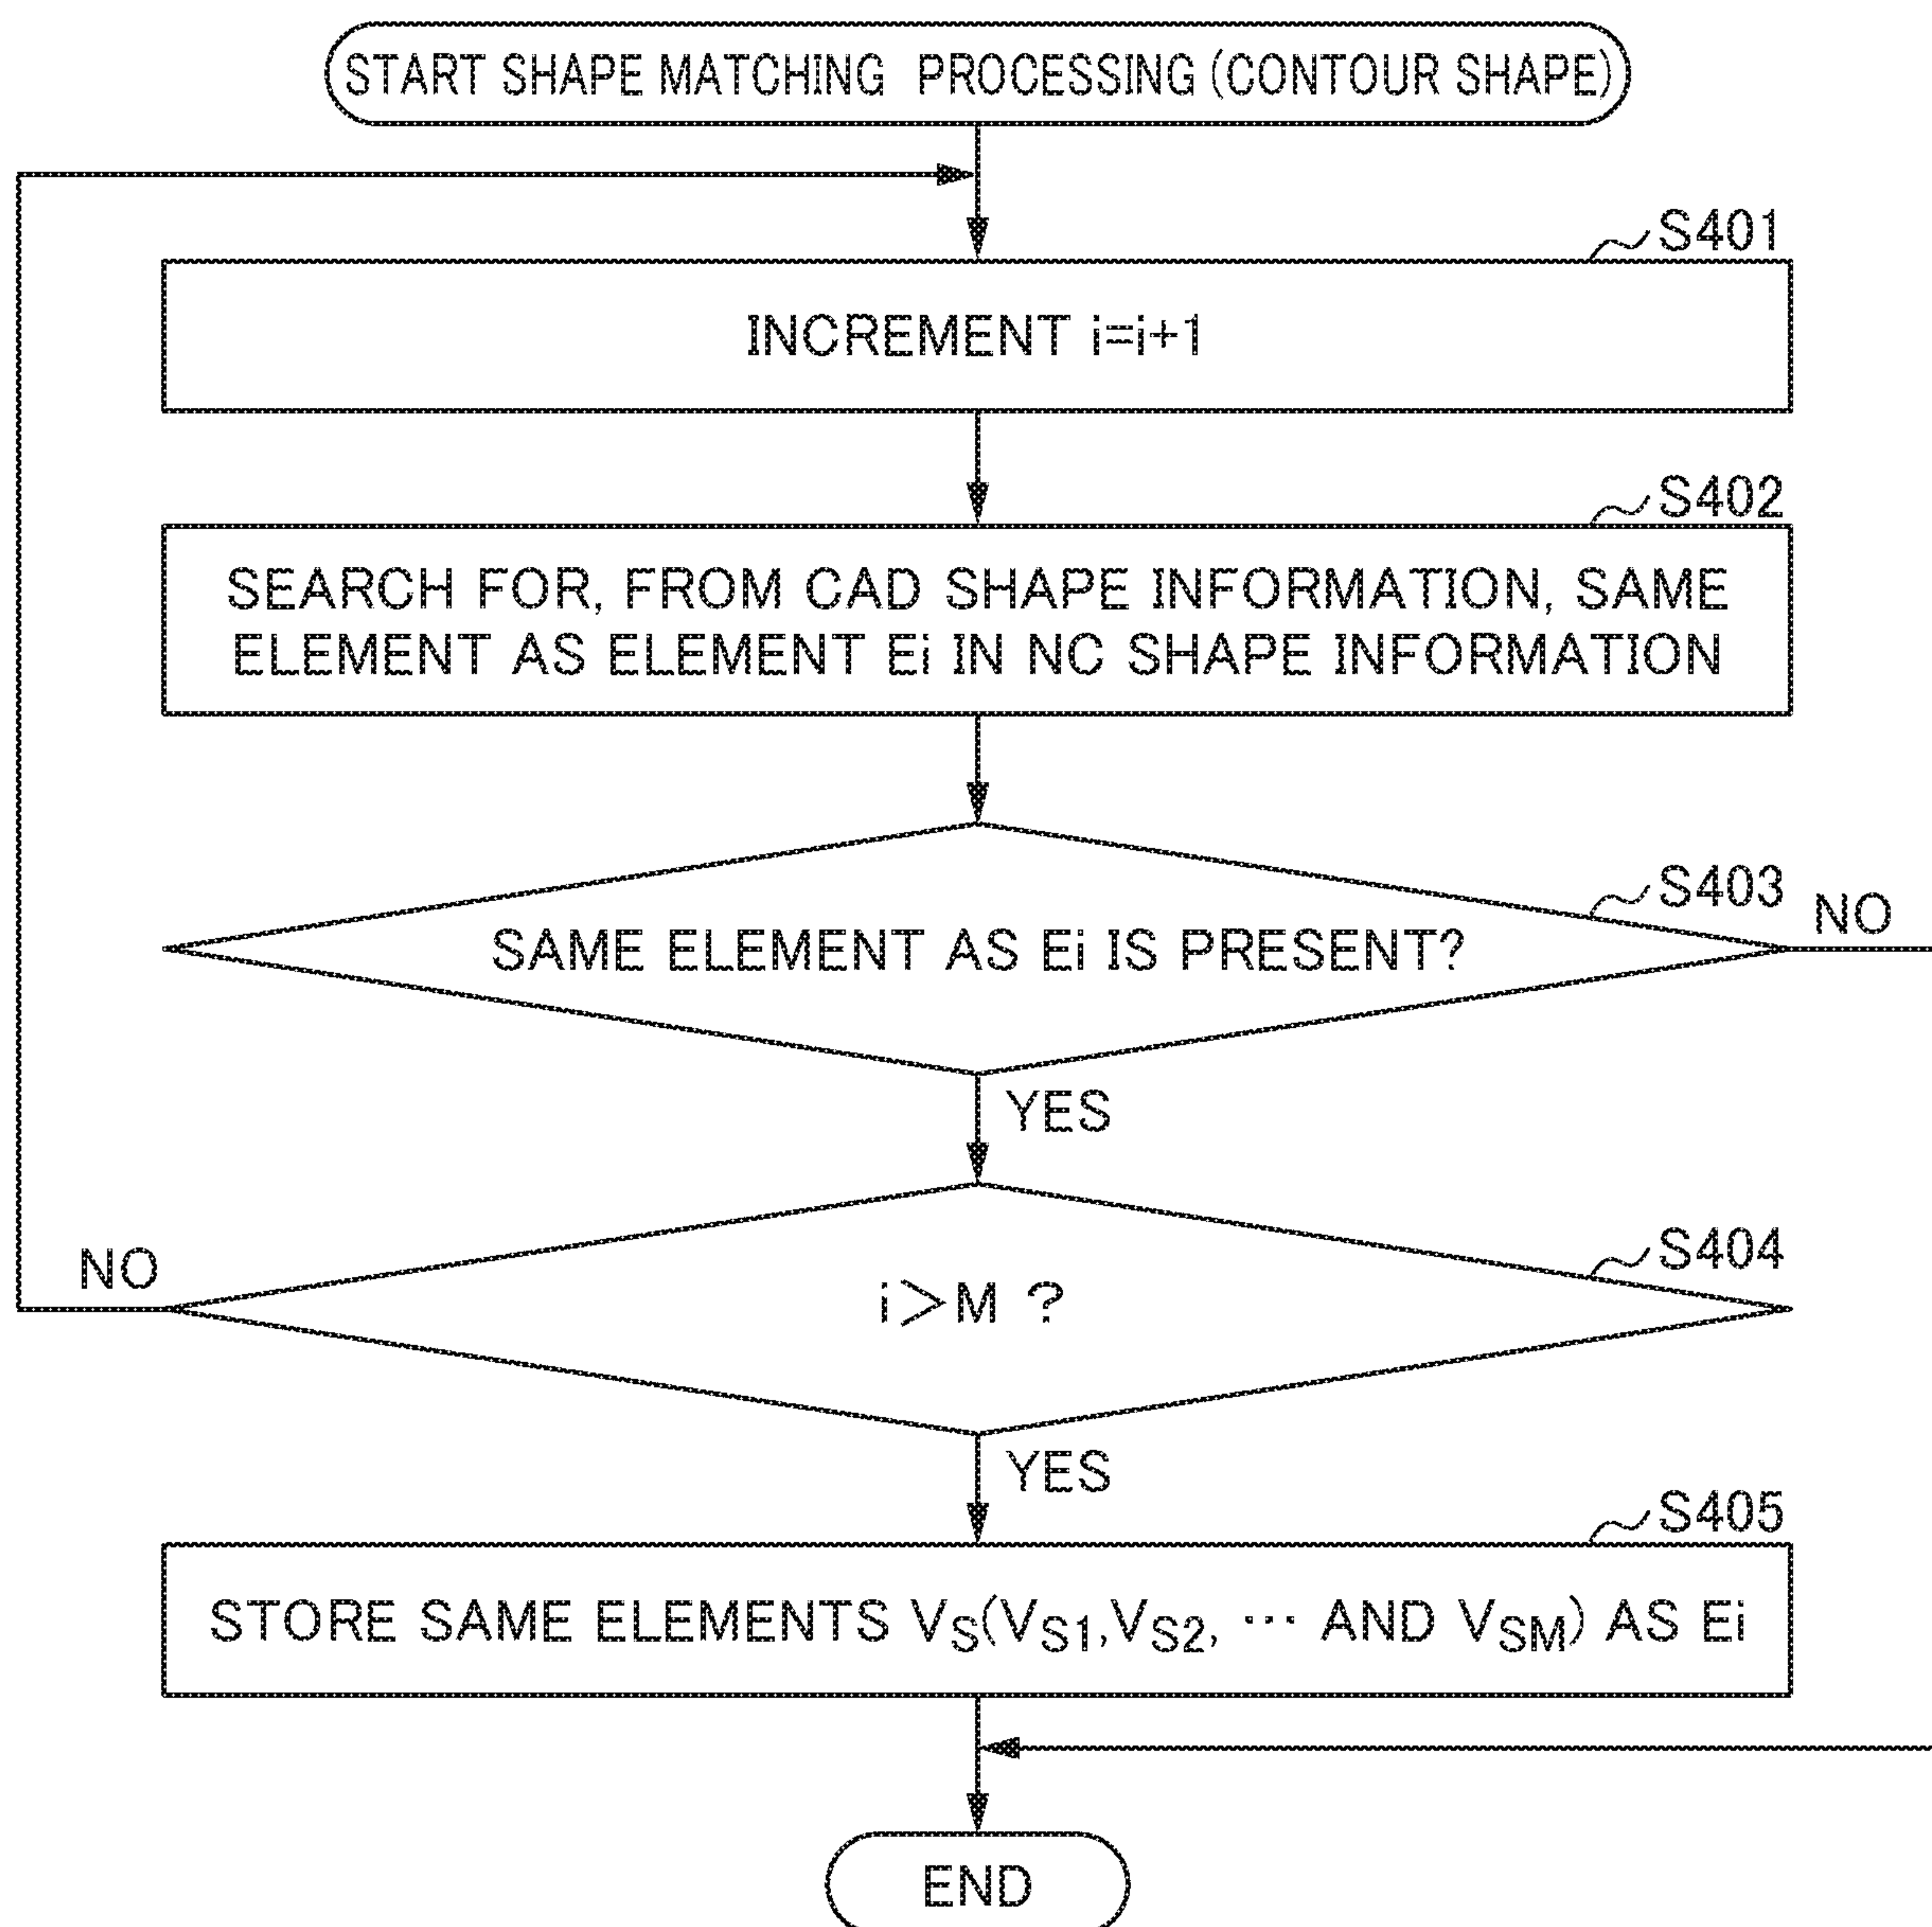 START SHAPE MATCHING PROCESSING (CONTOUR SHAPE)
S401
INCREMENT i=i+1
S402
SEARCH FOR, FROM CAD SHAPE INFORMATION, SAME
ELEMENT AS ELEMENT Ei IN NC SHAPE INFORMATION
S403
NO
SAME ELEMENT AS Ei IS PRESENT?
YES
S404
NO
i>M ?
YES
S405
STORE SAME ELEMENTS VS(VS1,VS2, ··· AND VSM) AS Ei
END